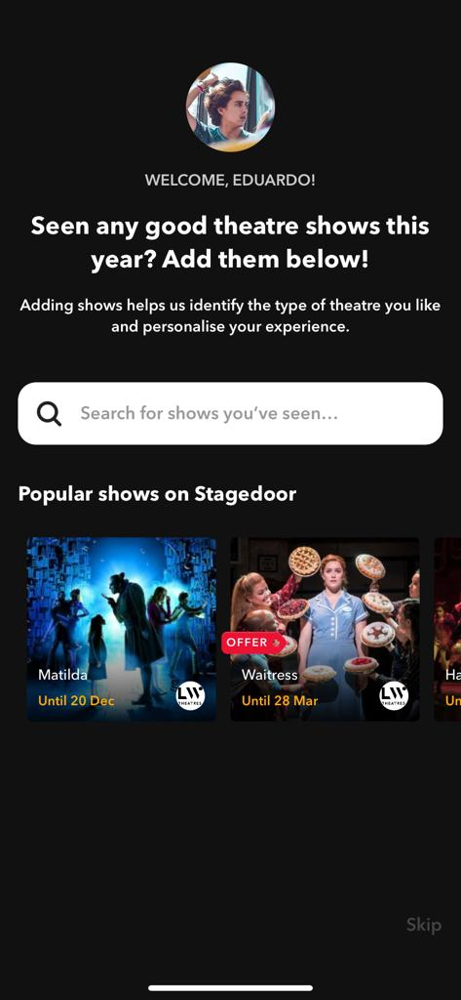 WELCOME, EDUARDO!
Seen any good theatre shows this
year? Add them below!
Adding shows helps us identify the type of theatre you like
and personalise your experience.
Search for shows you’ve seen…
Popular shows on Stagedoor
Matilda
Until 20 Dec
LW
THEATRES
OFFER
Waitress
Until 28 Mar
LW
THEATRES
Ha
Un
Skip